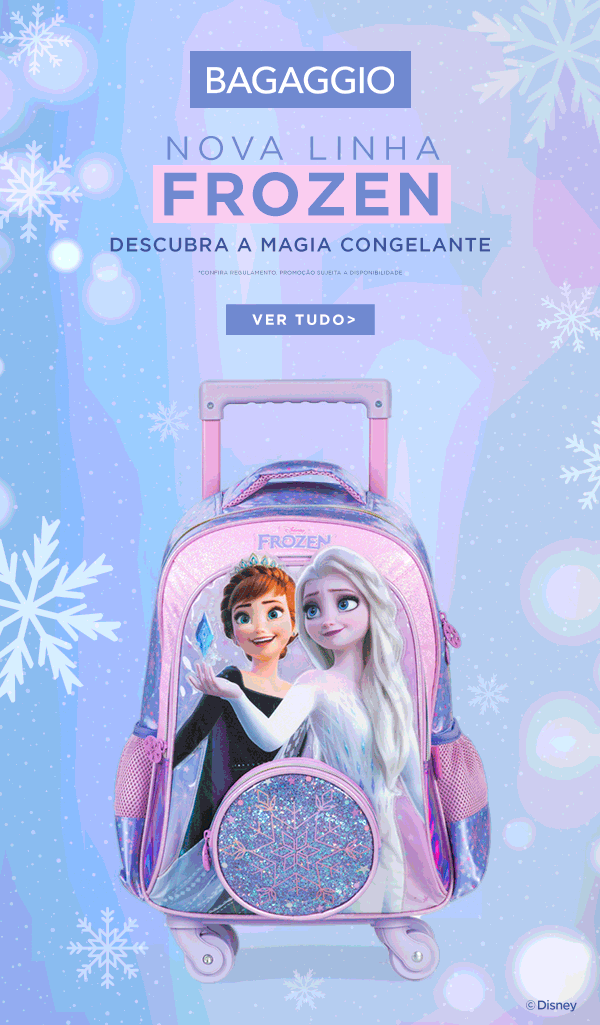 BAGAGGIO
NOVA LINHA
FROZEN
DESCUBRA A MAGIA CONGELANTE
*CONFIRA REGULAMENTO. PROMOÇÃO SUJEITA A DISPONIBILIDADE.
VER TUDO>
FROZEN
©Disney